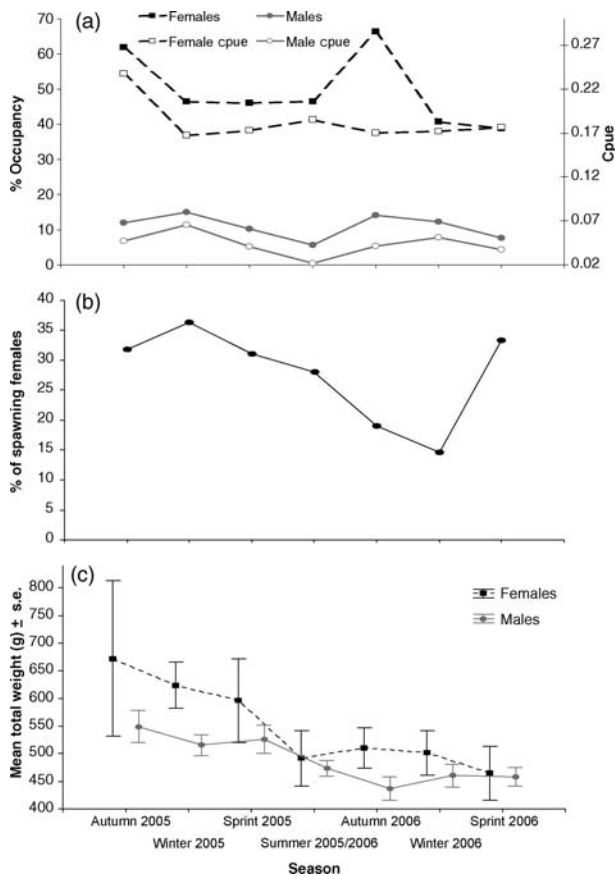 (a)
Females
Males
Female cpue
Male cpue
70
60
50
40
30
20
10
0
% Occupancy
0.27
0.22
0.17
0.12
0.07
0.02
Cpue
(b)
40
35
30
25
20
15
10
5
0
% of spawning females
(c)
Females
Males
800
750
700
650
600
550
500
450
400
Mean total weight (g) ± s.e.
Autumn 2005
Sprint 2005
Autumn 2006
Sprint 2006
Winter 2005
Summer 2005/2006
Winter 2006
Season